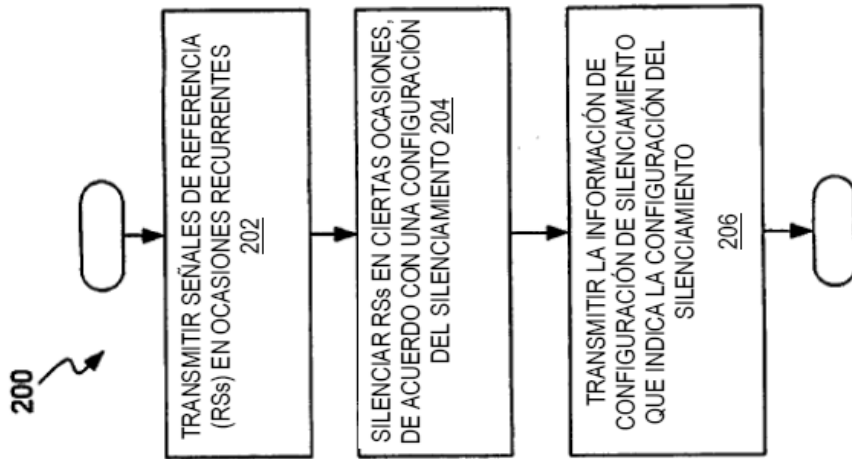 200
TRANSMITIR SEÑALES DE REFERENCIA
(RSs) EN OCASIONES RECURRENTES
202
SILENCIAR RSs EN CIERTAS OCASIONES,
DE ACUERDO CON UNA CONFIGURACIÓN
DEL SILENCIAMIENTO 204
TRANSMITIR LA INFORMACIÓN DE
CONFIGURACIÓN DE SILENCIAMIENTO
QUE INDICA LA CONFIGURACIÓN DEL
SILENCIAMIENTO
206